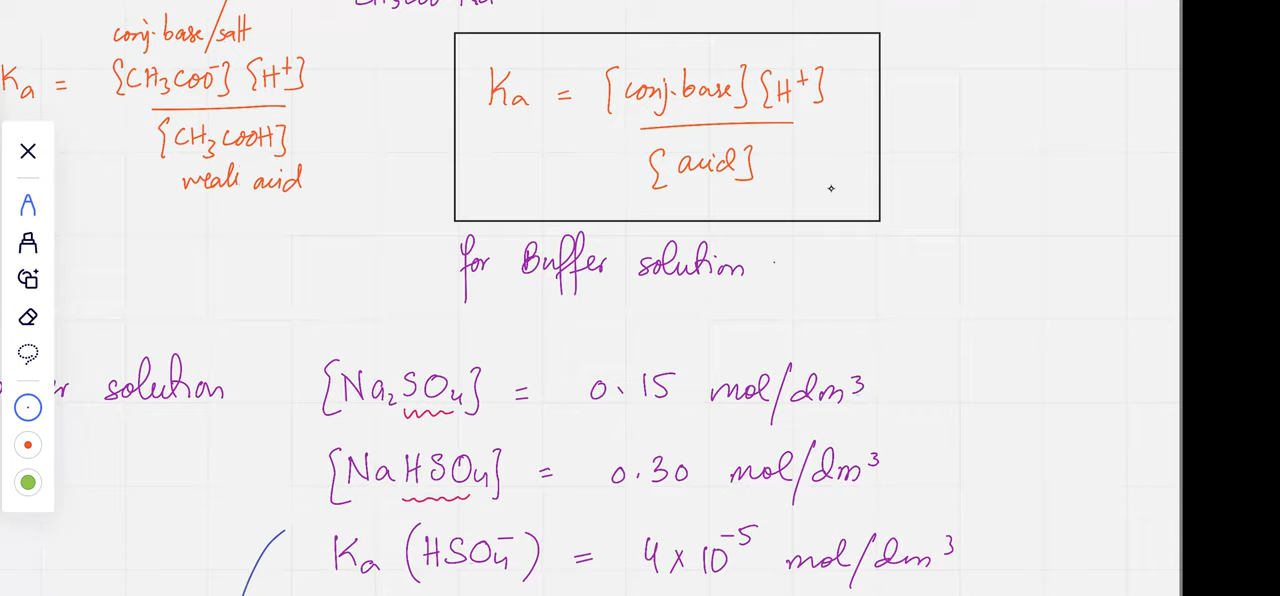 conj. base/salt
Ka = [CH3COO⁻] [H⁺]
[CH3COOH]
weak acid
Ka = [conj. base] [H⁺]
[acid]
for Buffer solution
solution
[Na2SO4] = 0.15 mol/dm³
[NaHSO4] = 0.30 mol/dm³
Ka (HSO4⁻) = 4 × 10⁻⁵ mol/dm³